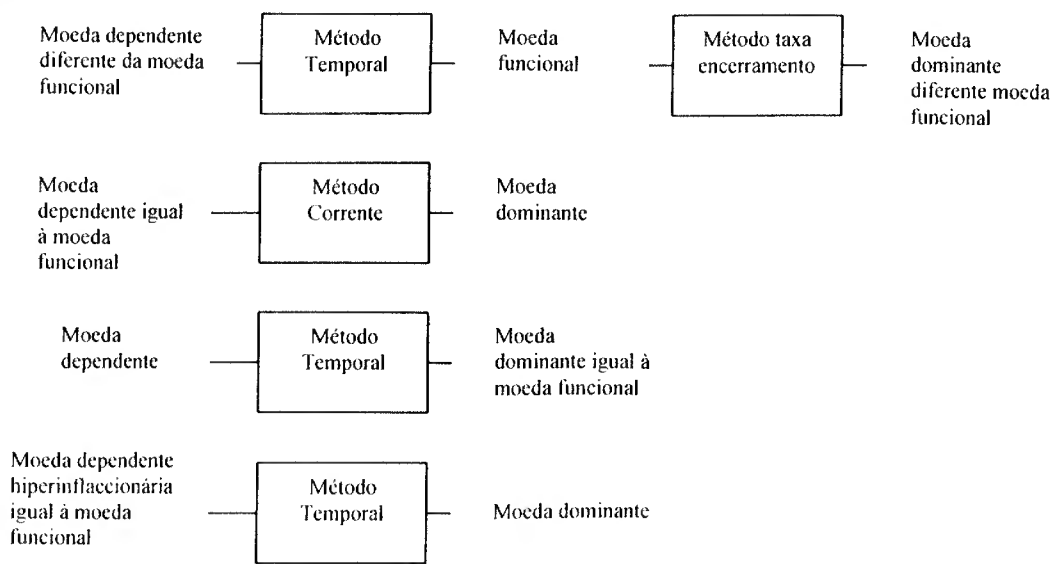 Moeda dependente
diferente da moeda
funcional
Método
Temporal
Moeda
funcional
Método taxa
encerramento
Moeda
dominante
diferente moeda
funcional
Moeda
dependente igual
à moeda
funcional
Método
Corrente
Moeda
dominante
Moeda
dependente
Método
Temporal
Moeda
dominante igual à
moeda funcional
Moeda dependente
hiperinflaccionária
igual à moeda
funcional
Método
Temporal
Moeda dominante